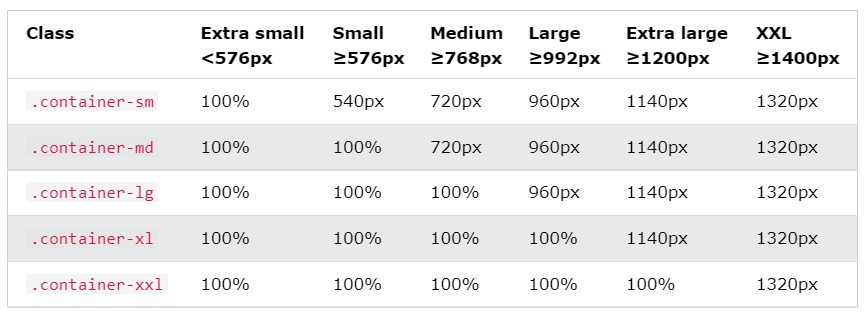 Class Extra small Small Medium Large Extra large XXL
<576px ≥576px ≥768px ≥992px ≥1200px ≥1400px
.container-sm 100% 540px 720px 960px 1140px 1320px
.container-md 100% 100% 720px 960px 1140px 1320px
.container-lg 100% 100% 100% 960px 1140px 1320px
.container-xl 100% 100% 100% 100% 1140px 1320px
.container-xxl 100% 100% 100% 100% 100% 1320px